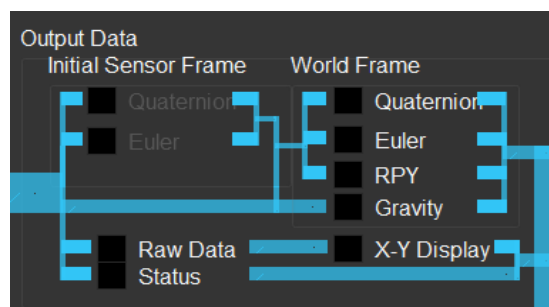 Output Data
Initial Sensor Frame
World Frame
Quaternion
Quaternion
Euler
Euler
RPY
Gravity
Raw Data
X-Y Display
Status